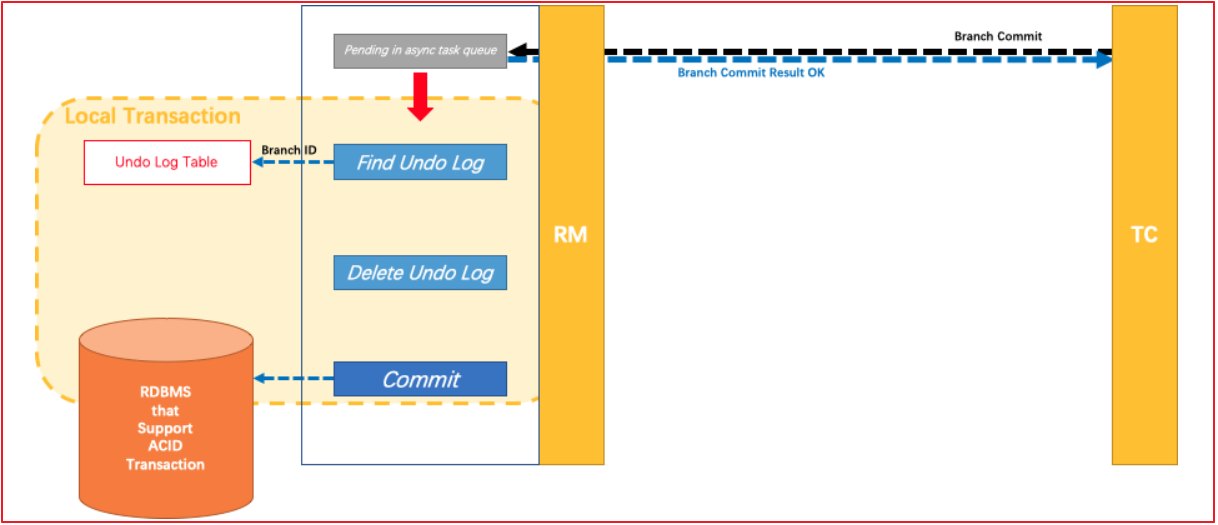 Branch Commit
Pending in async task queue
Branch Commit Result OK
Local Transaction
Undo Log Table
Branch ID
Find Undo Log
RM
TC
Delete Undo Log
Commit
RDBMS
that
Support
ACID
Transaction